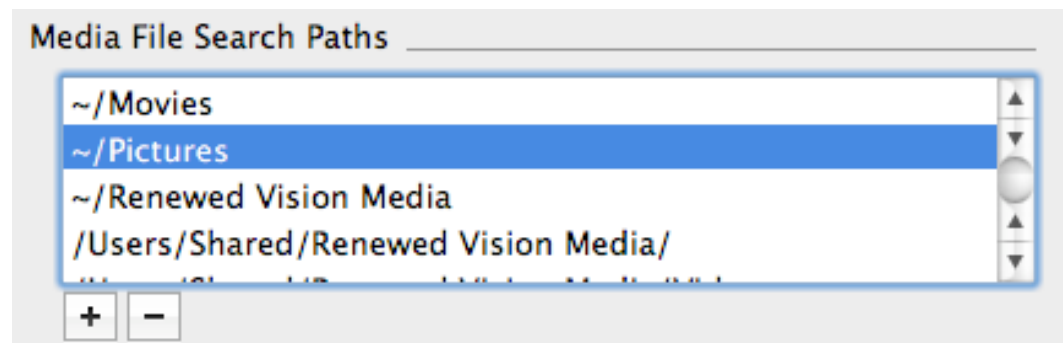 Media File Search Paths
~/Movies
~/Pictures
~/Renewed Vision Media
/Users/Shared/Renewed Vision Media/
+ −